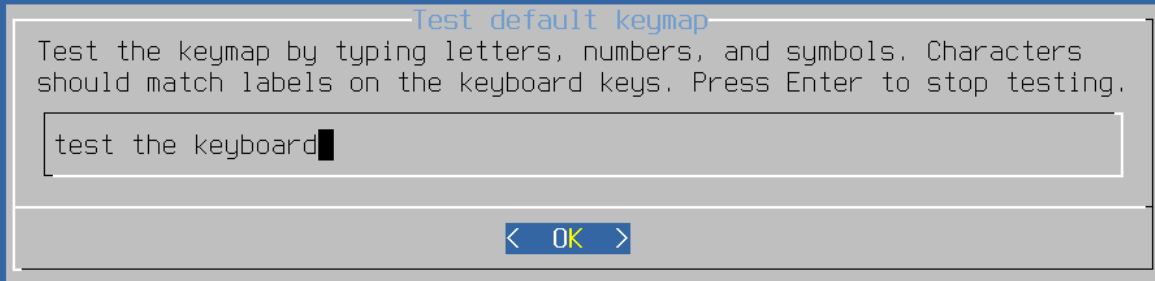 Test default keymap
Test the keymap by typing letters, numbers, and symbols. Characters
should match labels on the keyboard keys. Press Enter to stop testing.
test the keyboard
< OK >